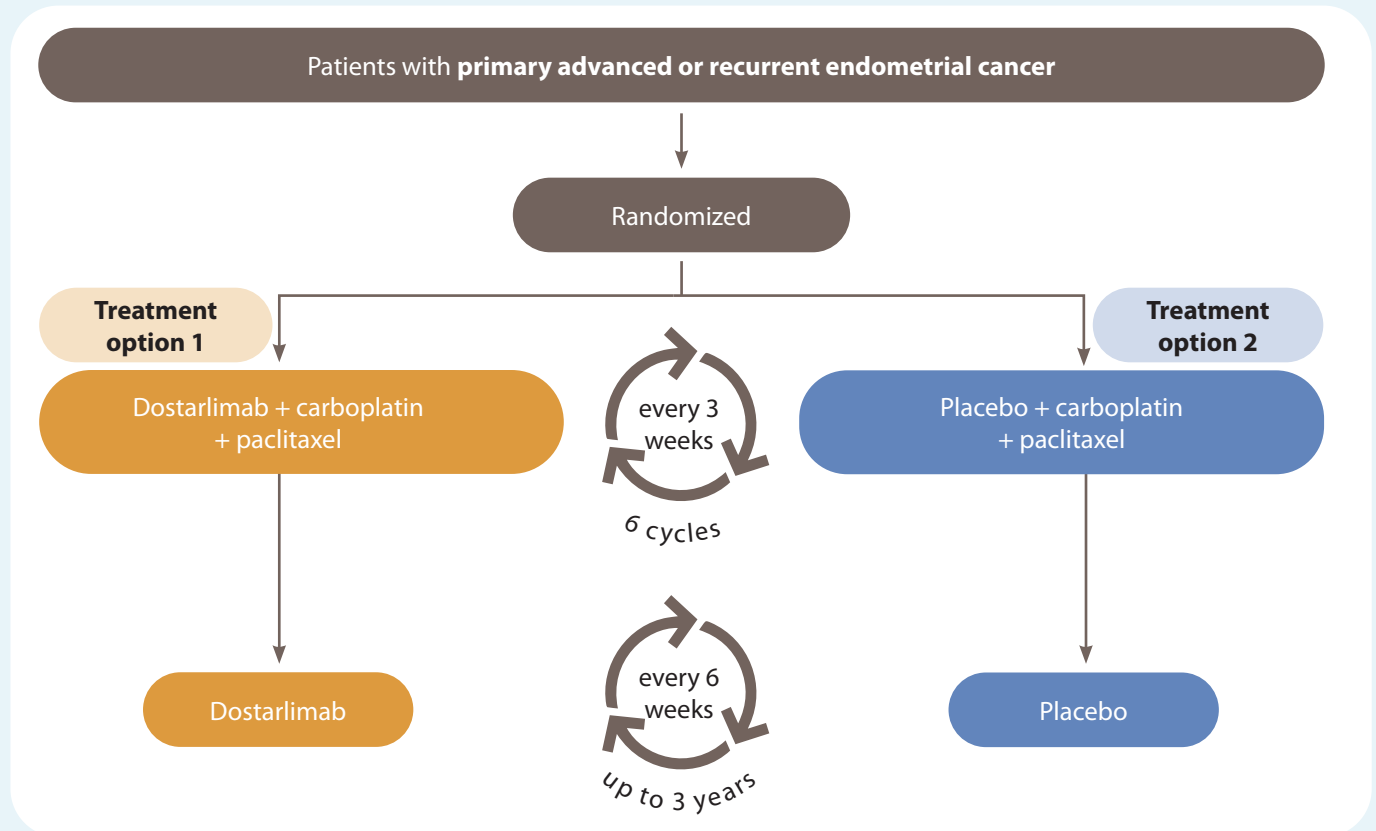 Patients with primary advanced or recurrent endometrial cancer
Randomized
Treatment
option 1
Treatment
option 2
Dostarlimab + carboplatin
+ paclitaxel
every 3
weeks
6 cycles
Placebo + carboplatin
+ paclitaxel
Dostarlimab
every 6
weeks
up to 3 years
Placebo